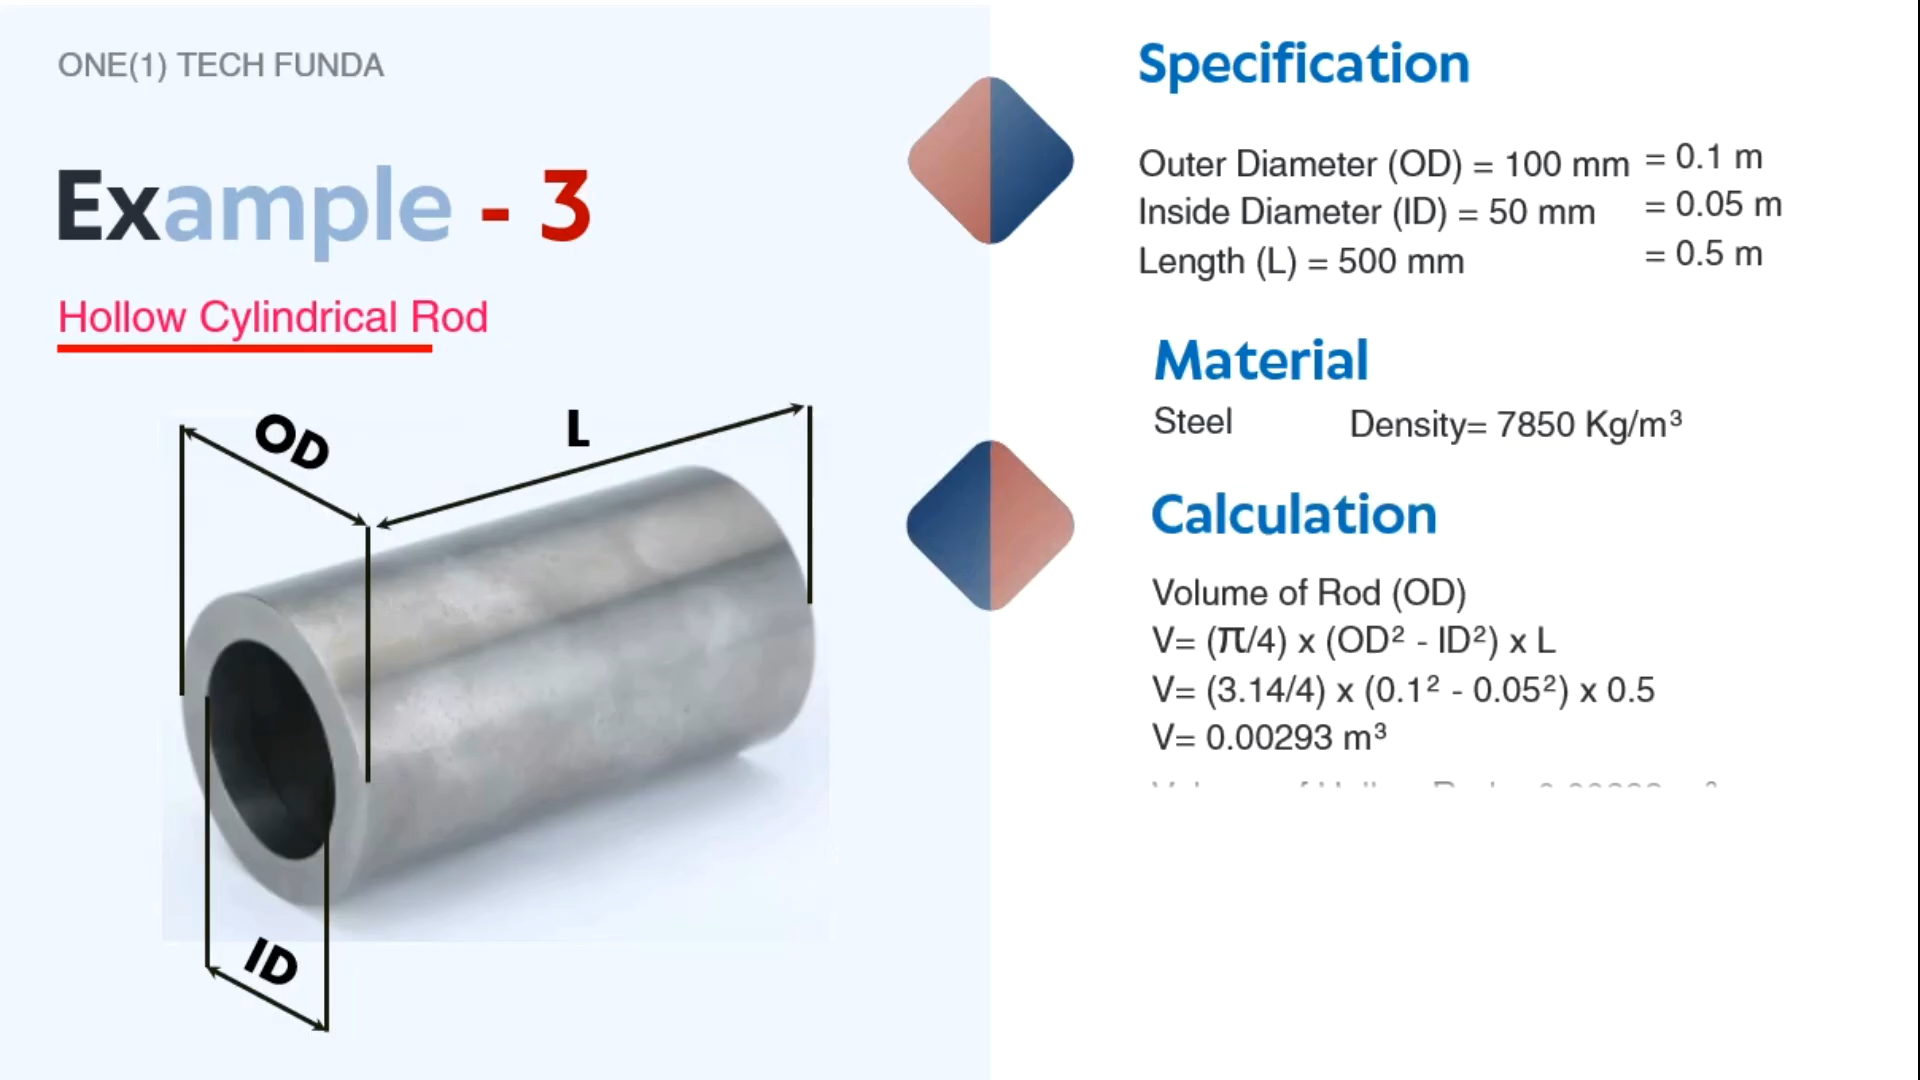 ONE(1) TECH FUNDA
Example - 3
Hollow Cylindrical Rod
OD
L
ID
Specification
Outer Diameter (OD) = 100 mm = 0.1 m
Inside Diameter (ID) = 50 mm = 0.05 m
Length (L) = 500 mm = 0.5 m
Material
Steel Density= 7850 Kg/m³
Calculation
Volume of Rod (OD)
V= (π/4) x (OD² - ID²) x L
V= (3.14/4) x (0.1² - 0.05²) x 0.5
V= 0.00293 m³